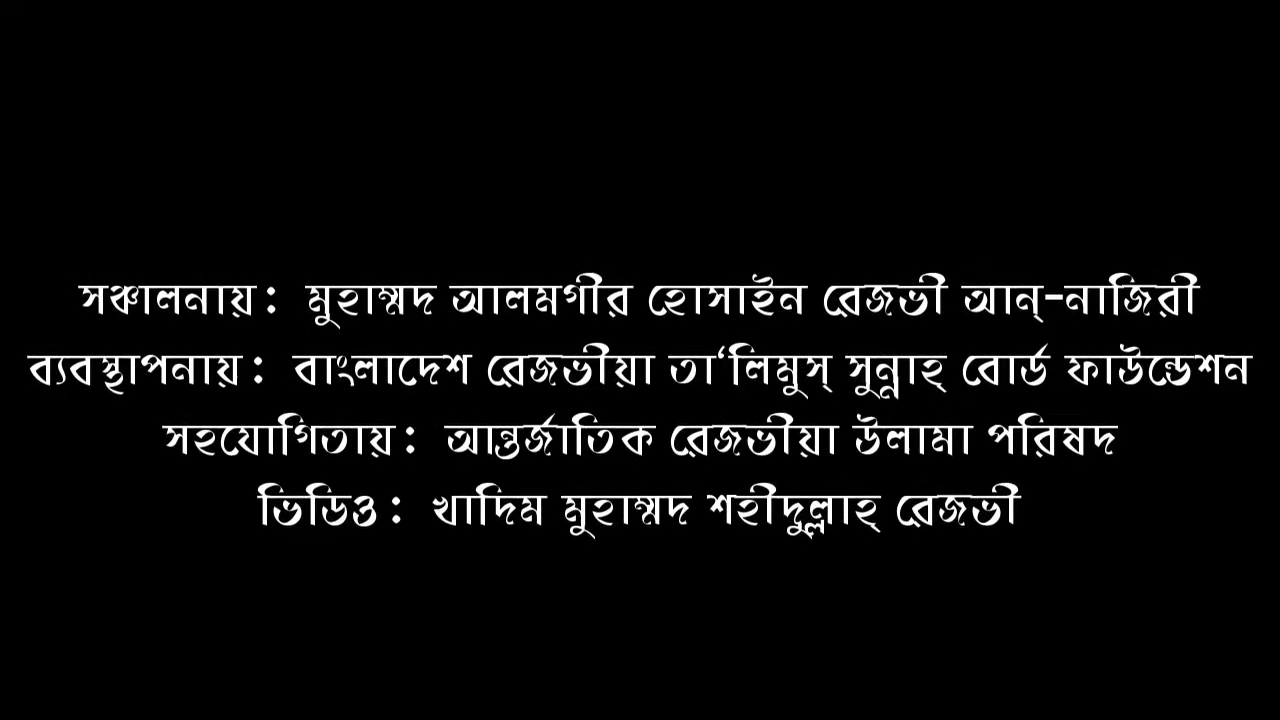 সঞ্চালনায়: মুহাম্মদ আলমগীর হোসাইন রেজভী আন্-নাজিরী
ব্যবস্থাপনায়: বাংলাদেশ রেজভীয়া তা‘লিমুস্ সুন্নাহ্ বোর্ড ফাউন্ডেশন
সহযোগিতায়: আন্তর্জাতিক রেজভীয়া উলামা পরিষদ
ভিডিও: খাদিম মুহাম্মদ শহীদুল্লাহ্ রেজভী